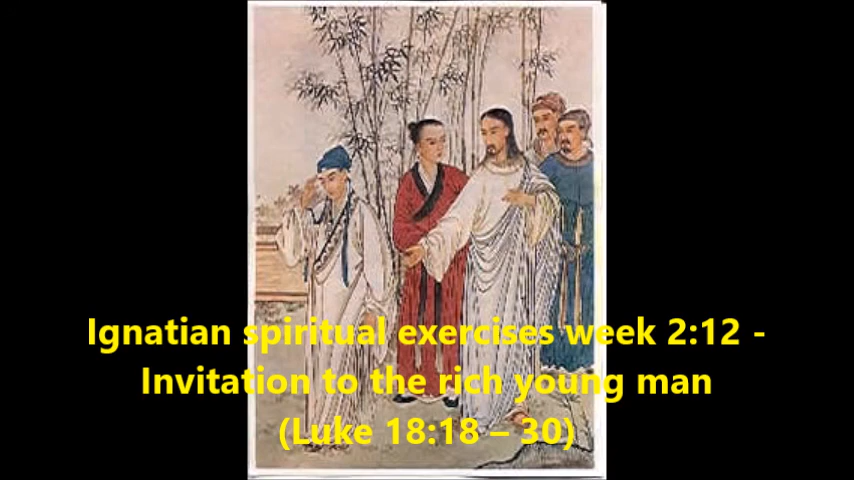 Ignatian spiritual exercises week 2:12 -
Invitation to the rich young man
(Luke 18:18 – 30)